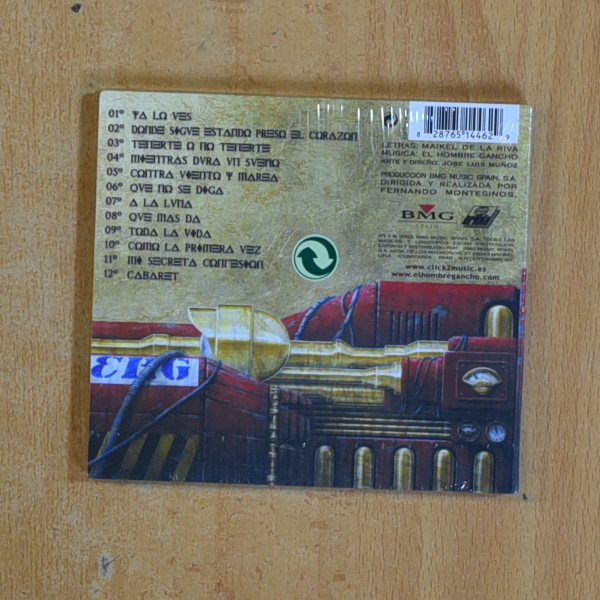 01º YA LO VES
02º DONDE SIGUE ESTANDO PRESO EL CORAZON
03º TENERTE O NO TENERTE
04º MIENTRAS DURA UN SUEÑO
05º CONTRA VIENTO Y MAREA
06º QUE NO SE DIGA
07º A LA LUNA
08º QUE MAS DA
09º TODA LA VIDA
10º COMO LA PRIMERA VEZ
11º MI SECRETA CONFESION
12º CABARET
8 28765 14462 9
LETRAS: MAIKEL DE LA RIVA
MUSICA: EL HOMBRE GANCHO
ARTE Y DISEÑO: JOSE LUIS MUÑOZ
PRODUCCION BMG MUSIC SPAIN, S.A.
DIRIGIDA Y REALIZADA POR
FERNANDO MONTESINOS.
BMG
www.click2music.es
www.elhombregancho.com